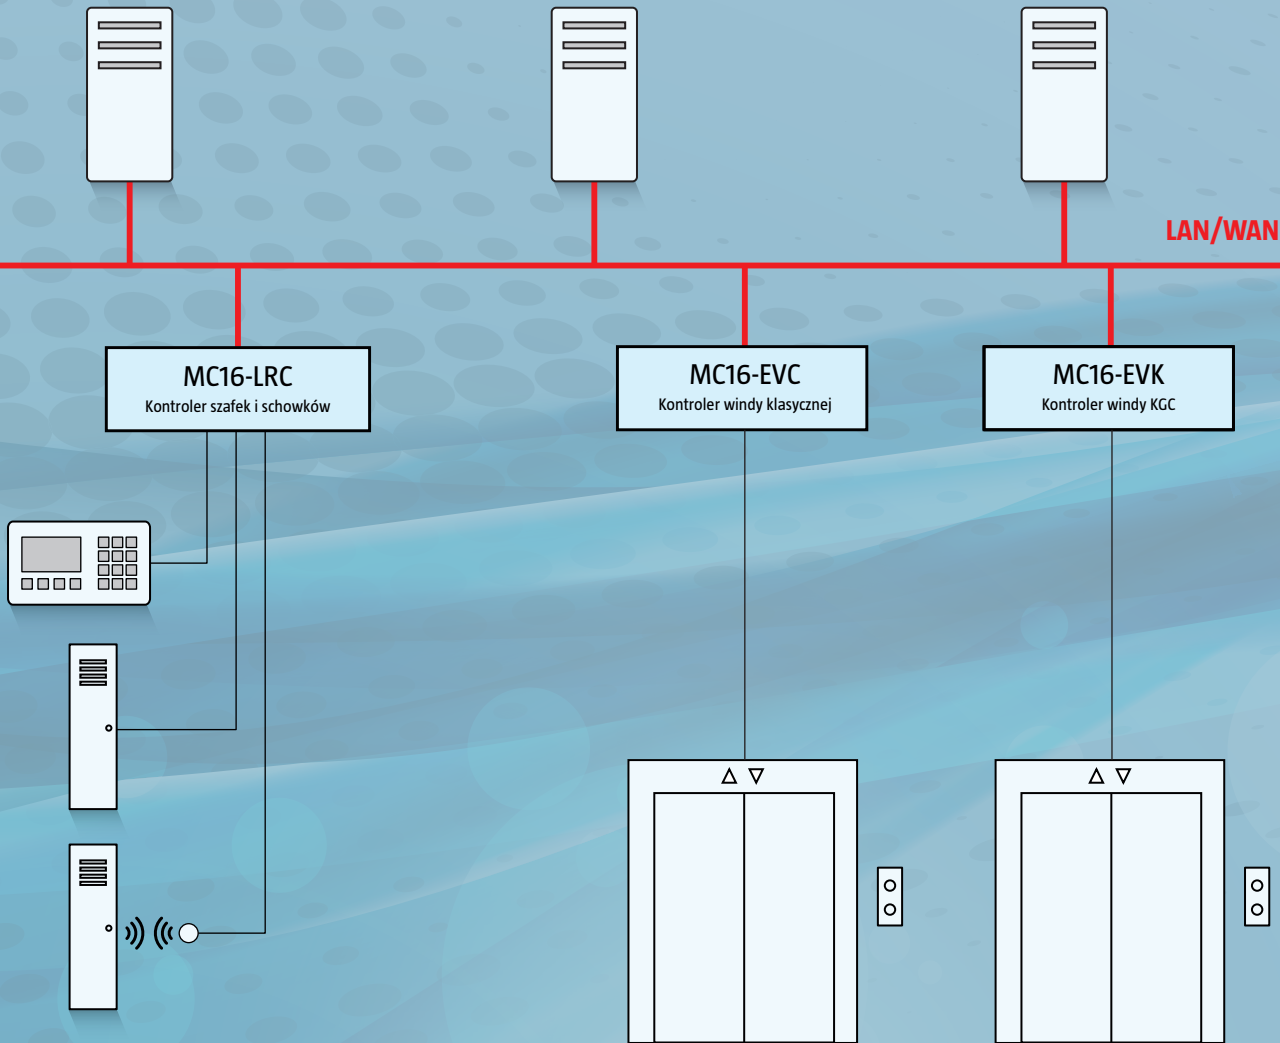 LAN/WAN
MC16-LRC
Kontroler szafek i schowków
MC16-EVC
Kontroler windy klasycznej
MC16-EVK
Kontroler windy KGC